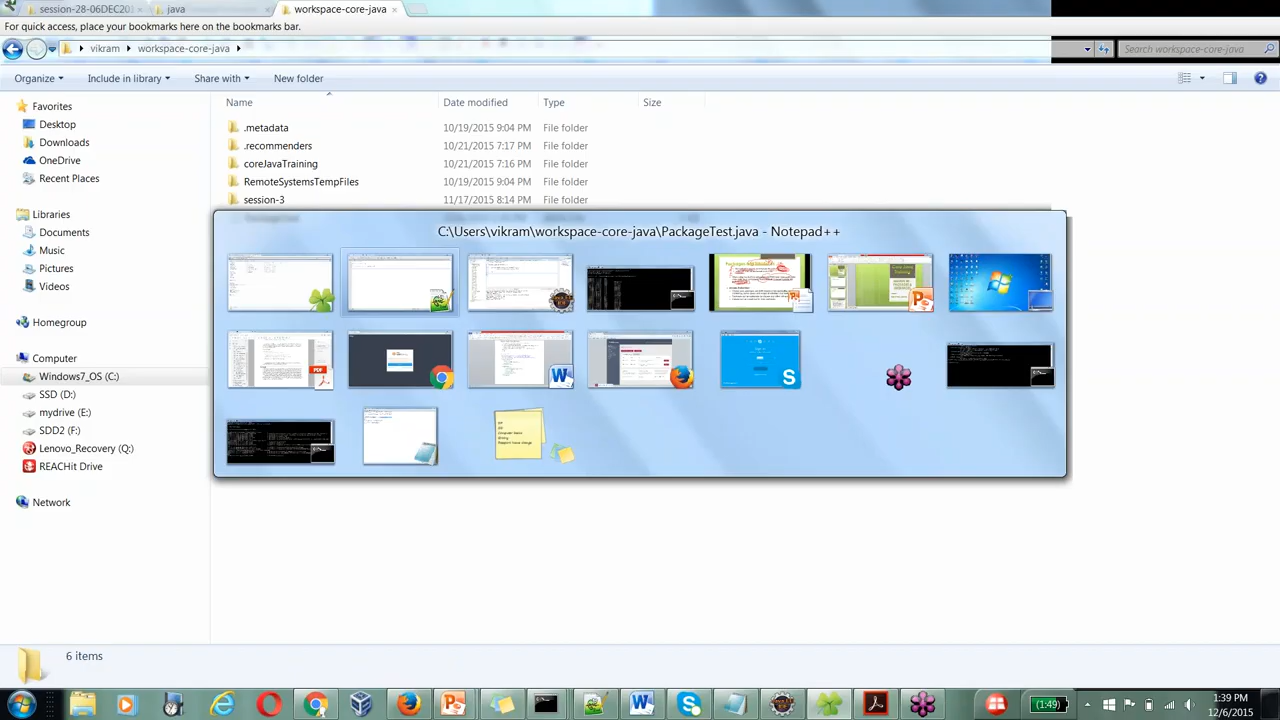 session-28-06DEC201
java
workspace-core-java
For quick access, place your bookmarks here on the bookmarks bar.
vikram
workspace-core-java
Search workspace-core-java
Organize
Include in library
Share with
New folder
Name
Date modified
Type
Size
.metadata
10/19/2015 9:04 PM
File folder
.recommenders
10/21/2015 7:17 PM
File folder
coreJavaTraining
10/21/2015 7:16 PM
File folder
RemoteSystemsTempFiles
10/19/2015 9:04 PM
File folder
session-3
11/17/2015 8:14 PM
File folder
Favorites
Desktop
Downloads
OneDrive
Recent Places
Libraries
Documents
Music
Pictures
Videos
Homegroup
Computer
Windows7_OS (C:)
SSD (D:)
mydrive (E:)
SDD2 (F:)
Lenovo_Recovery (Q:)
REACHit Drive
Network
C:\Users\vikram\workspace-core-java\PackageTest.java - Notepad++
6 items
(1:49)
1:39 PM
12/6/2015